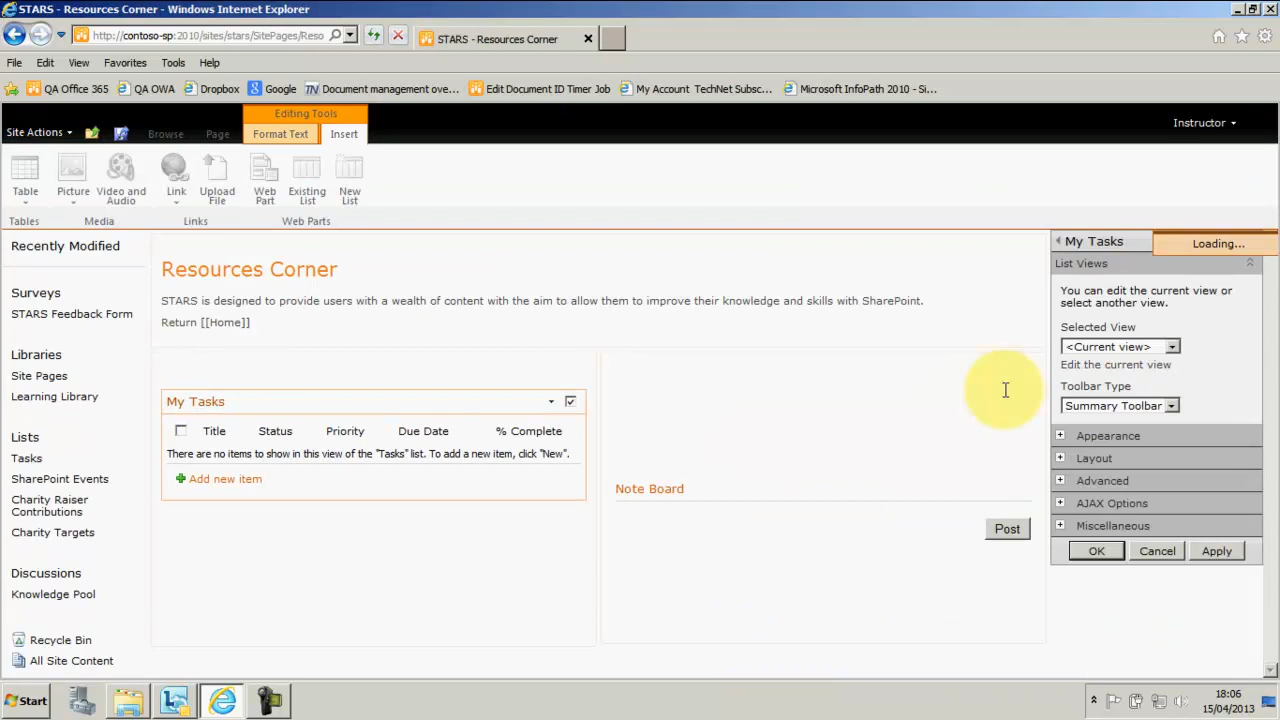 STARS - Resources Corner - Windows Internet Explorer
http://contoso-sp:2010/sites/stars/SitePages/Reso
STARS - Resources Corner
File Edit View Favorites Tools Help
QA Office 365 QA OWA Dropbox Google Document management ove... Edit Document ID Timer Job My Account TechNet Subsc... Microsoft InfoPath 2010 - Si...
Editing Tools
Site Actions Browse Page Format Text Insert
Instructor
Table Picture Video and Audio Link Upload File Web Part Existing List New List
Tables Media Links Web Parts
Recently Modified
Surveys
STARS Feedback Form
Libraries
Site Pages
Learning Library
Lists
Tasks
SharePoint Events
Charity Raiser
Contributions
Charity Targets
Discussions
Knowledge Pool
Recycle Bin
All Site Content
Resources Corner
STARS is designed to provide users with a wealth of content with the aim to allow them to improve their knowledge and skills with SharePoint.
Return [[Home]]
My Tasks
Title Status Priority Due Date % Complete
There are no items to show in this view of the "Tasks" list. To add a new item, click "New".
Add new item
Note Board
Post
My Tasks
Loading...
List Views
You can edit the current view or
select another view.
Selected View
<Current view>
Edit the current view
Toolbar Type
Summary Toolbar
Appearance
Layout
Advanced
AJAX Options
Miscellaneous
OK Cancel Apply
Start
18:06
15/04/2013